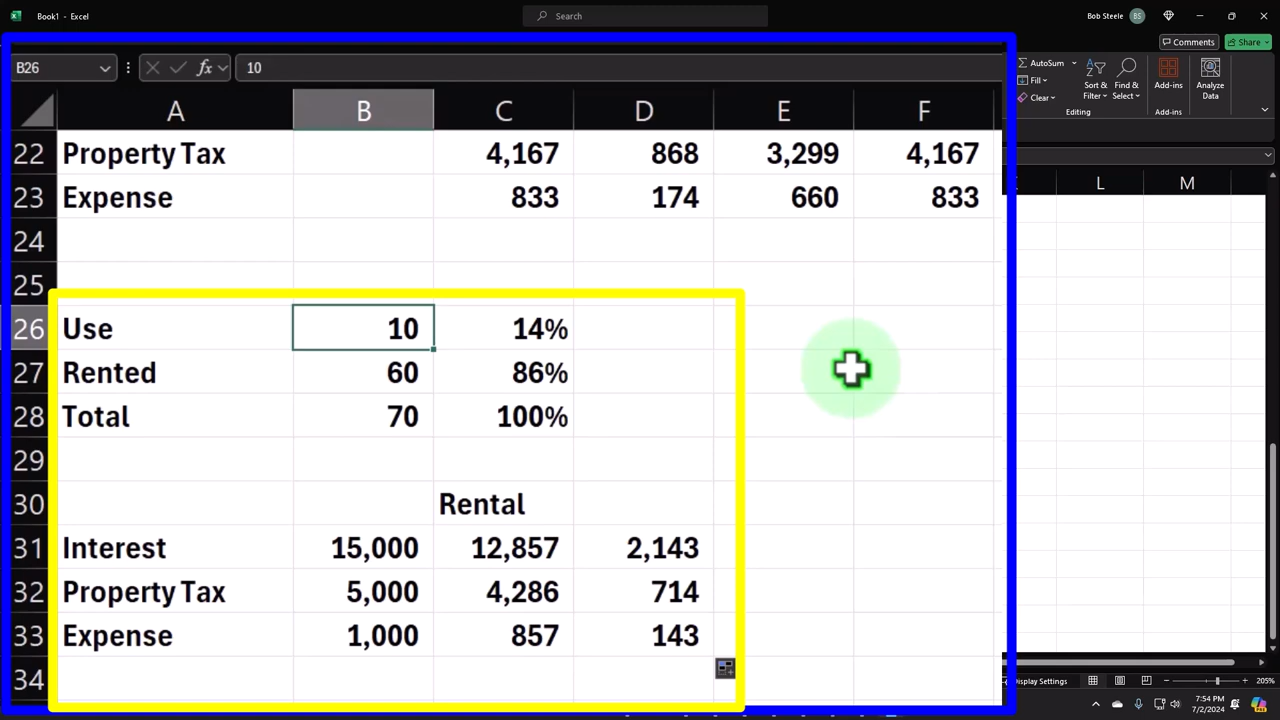 Book1 - Excel
Search
Bob Steele BS
Comments Share
B26 fx 10
AutoSum
Fill
Clear
Sort &
Filter
Find &
Select
Add-ins
Analyze
Data
Editing
Add-ins
A B C D E F L M
22 Property Tax 4,167 868 3,299 4,167
23 Expense 833 174 660 833
24
25
26 Use 10 14%
27 Rented 60 86%
28 Total 70 100%
29
30 Rental
31 Interest 15,000 12,857 2,143
32 Property Tax 5,000 4,286 714
33 Expense 1,000 857 143
34
Display Settings 205%
7:54 PM
7/2/2024